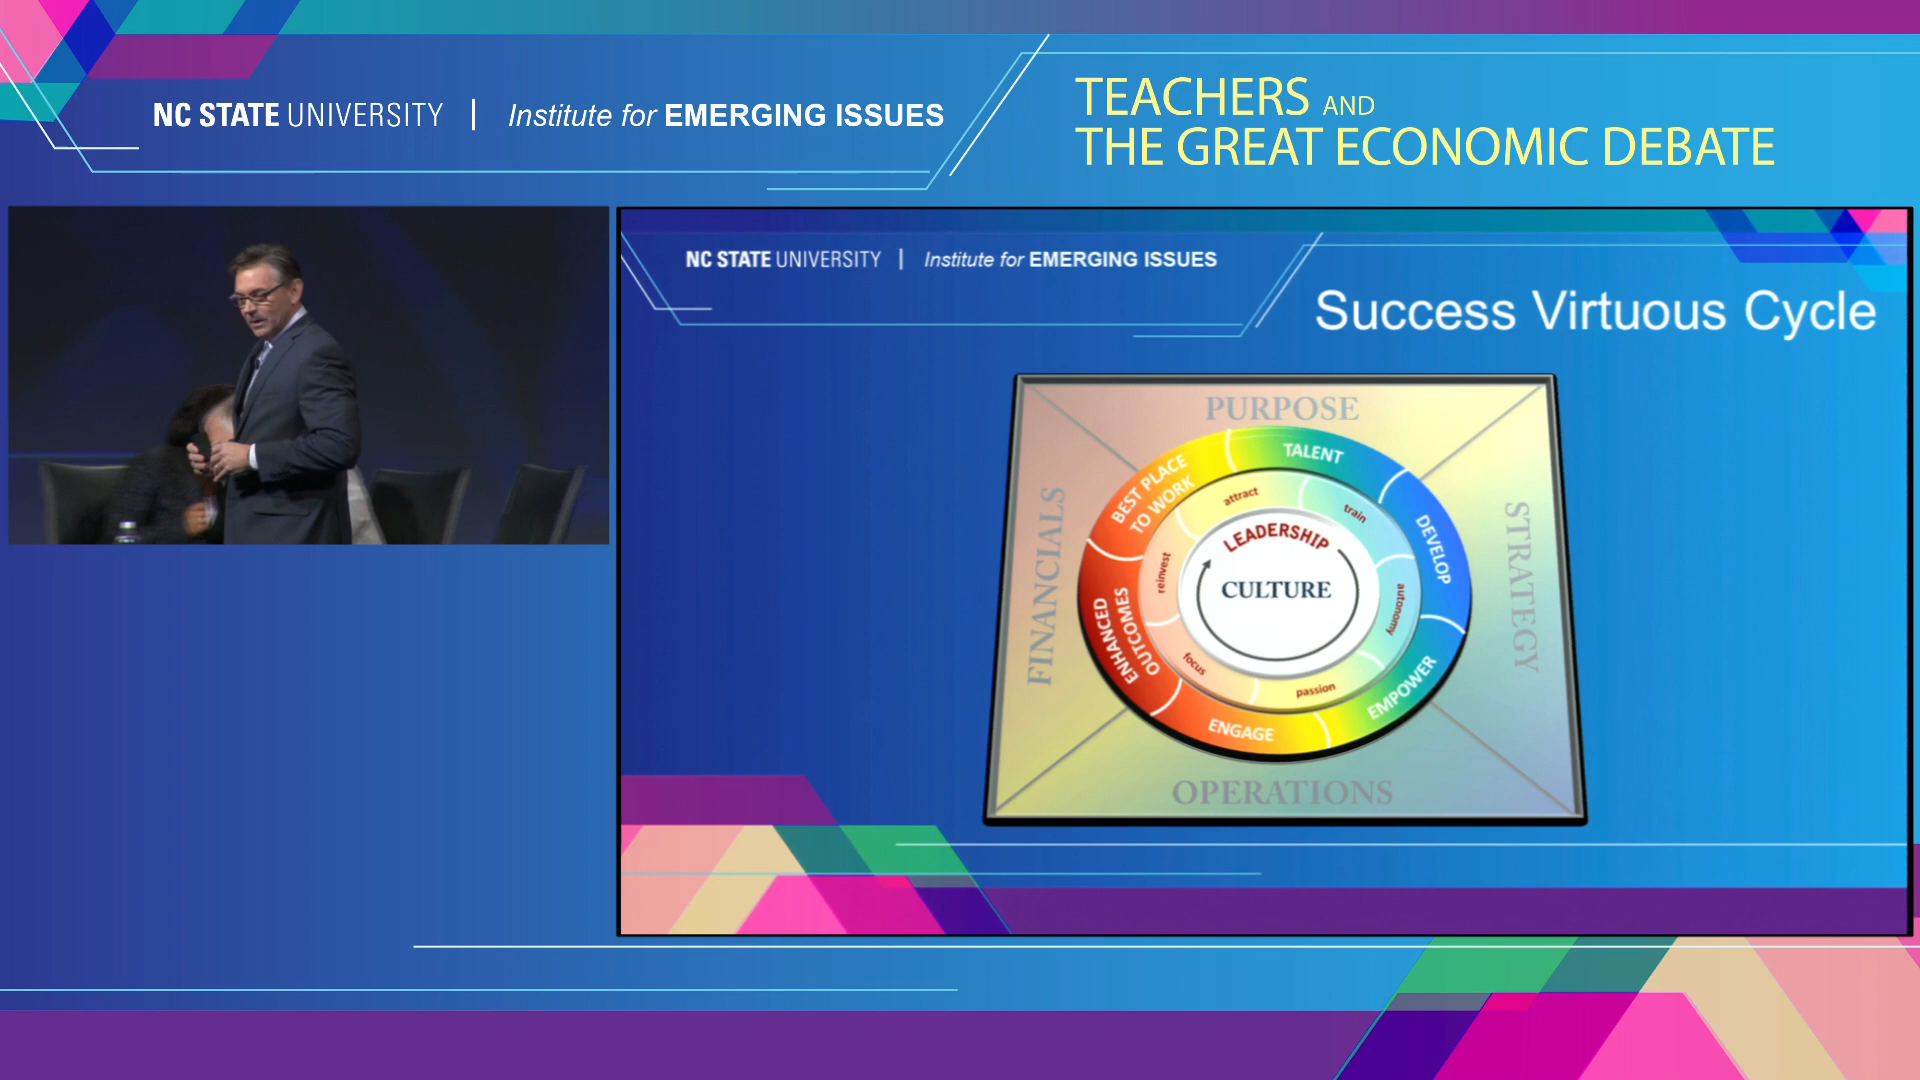 NC STATE UNIVERSITY | Institute for EMERGING ISSUES
TEACHERS AND
THE GREAT ECONOMIC DEBATE
NC STATE UNIVERSITY | Institute for EMERGING ISSUES
Success Virtuous Cycle
PURPOSE
STRATEGY
OPERATIONS
FINANCIALS
TALENT
DEVELOP
EMPOWER
ENGAGE
ENHANCED
OUTCOMES
BEST PLACE
TO WORK
attract
train
autonomy
passion
focus
reinvest
LEADERSHIP
CULTURE